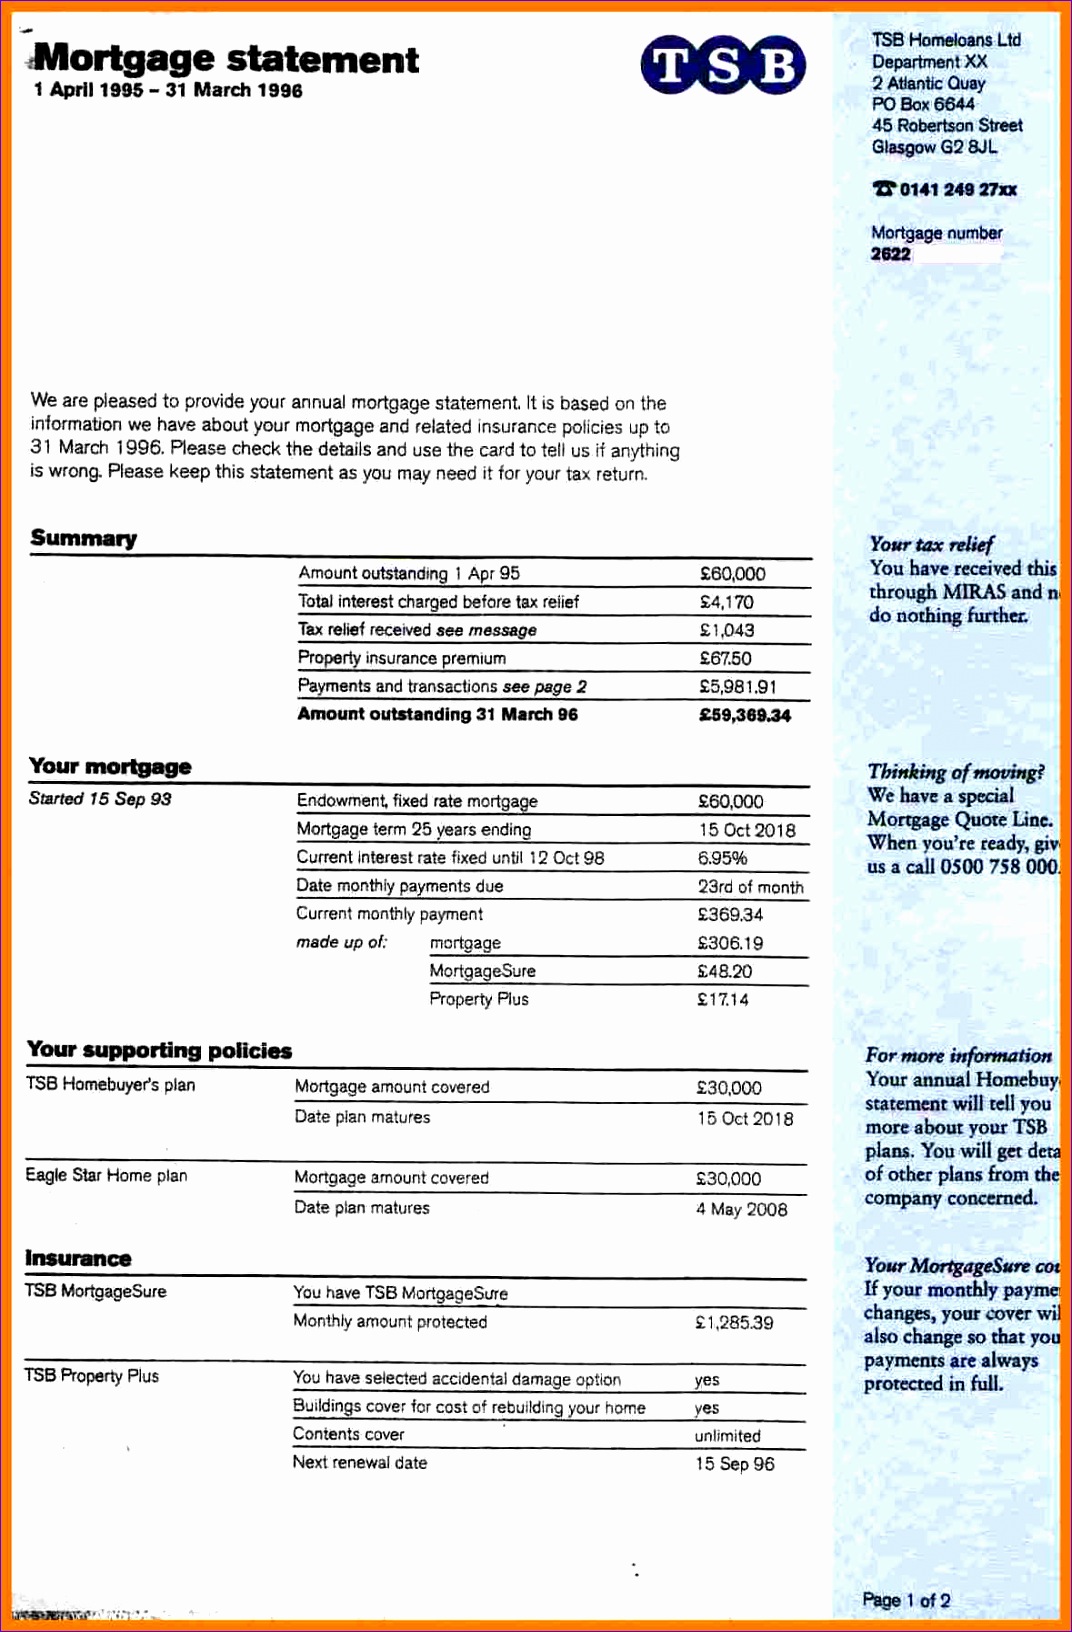 Mortgage statement
1 April 1995 – 31 March 1996
TSB
TSB Homeloans Ltd
Department XX
2 Atlantic Quay
PO Box 6644
45 Robertson Street
Glasgow G2 8JL
☎ 0141 249 27xx
Mortgage number
2622
We are pleased to provide your annual mortgage statement. It is based on the
information we have about your mortgage and related insurance policies up to
31 March 1996. Please check the details and use the card to tell us if anything
is wrong. Please keep this statement as you may need it for your tax return.
Summary
Amount outstanding 1 Apr 95 £60,000
Total interest charged before tax relief £4,170
Tax relief received see message £1,043
Property insurance premium £67.50
Payments and transactions see page 2 £5,981.91
Amount outstanding 31 March 96 £59,369.34
Your tax relief
You have received this
through MIRAS and n
do nothing further.
Your mortgage
Started 15 Sep 93 Endowment, fixed rate mortgage £60,000
Mortgage term 25 years ending 15 Oct 2018
Current interest rate fixed until 12 Oct 98 6.95%
Date monthly payments due 23rd of month
Current monthly payment £369.34
made up of: mortgage £306.19
MortgageSure £48.20
Property Plus £17.14
Thinking of moving?
We have a special
Mortgage Quote Line.
When you're ready, giv
us a call 0500 758 000.
Your supporting policies
TSB Homebuyer's plan Mortgage amount covered £30,000
Date plan matures 15 Oct 2018
Eagle Star Home plan Mortgage amount covered £30,000
Date plan matures 4 May 2008
For more information
Your annual Homebuy
statement will tell you
more about your TSB
plans. You will get deta
of other plans from the
company concerned.
Insurance
TSB MortgageSure You have TSB MortgageSure
Monthly amount protected £1,285.39
TSB Property Plus You have selected accidental damage option yes
Buildings cover for cost of rebuilding your home yes
Contents cover unlimited
Next renewal date 15 Sep 96
Your MortgageSure cov
If your monthly payme
changes, your cover wil
also change so that you
payments are always
protected in full.
Page 1 of 2